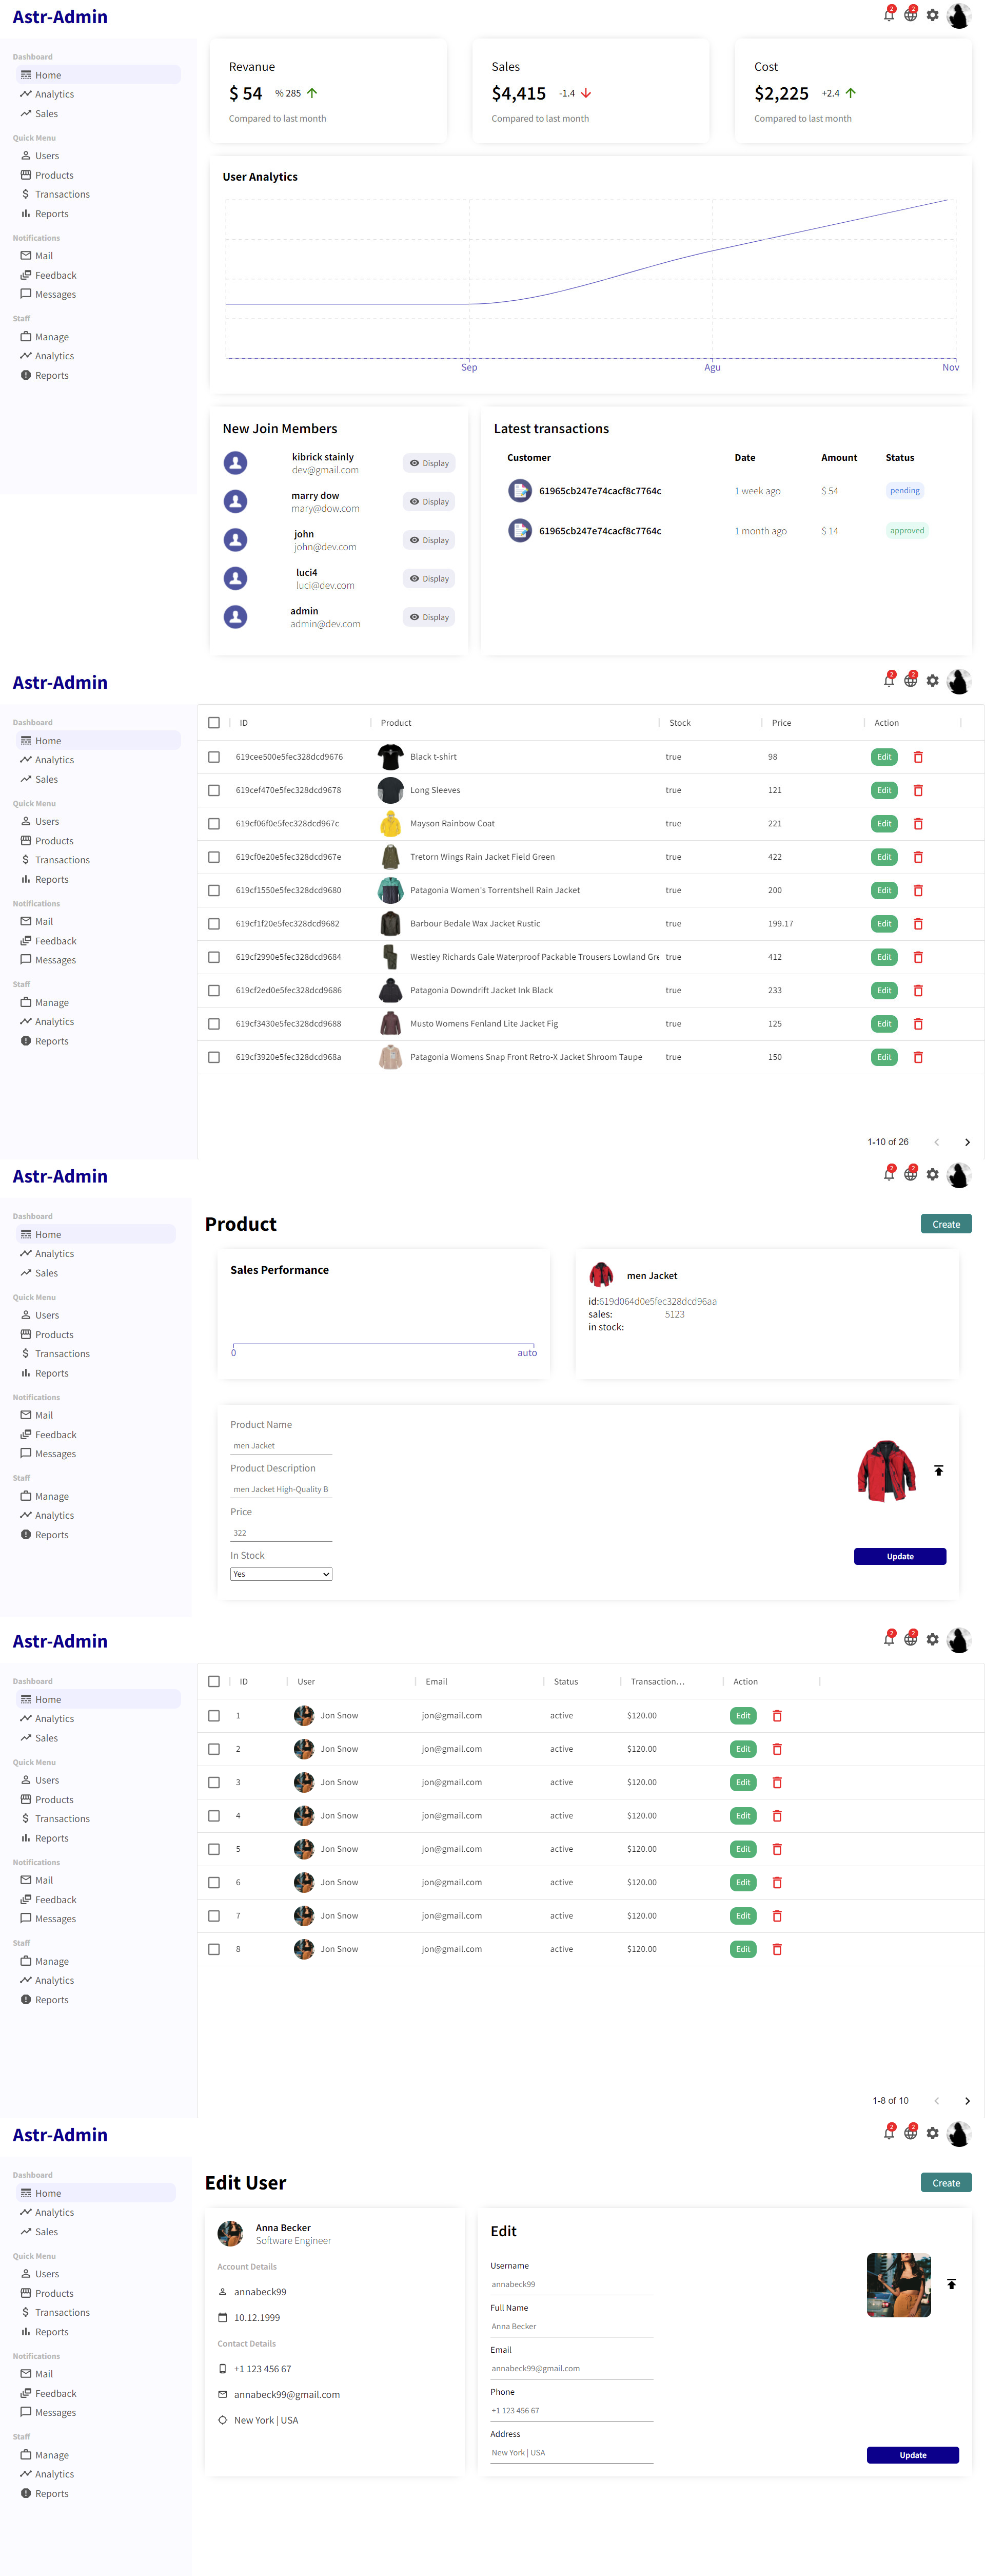 Astr-Admin
2
2
Dashboard
Home
Analytics
Sales
Quick Menu
Users
Products
Transactions
Reports
Notifications
Mail
Feedback
Messages
Staff
Manage
Analytics
Reports
Revanue
$ 54 % 285
Compared to last month
Sales
$4,415 -1.4
Compared to last month
Cost
$2,225 +2.4
Compared to last month
User Analytics
Sep Agu Nov
New Join Members
kibrick stainly
dev@gmail.com
Display
marry dow
mary@dow.com
Display
john
john@dev.com
Display
luci4
luci@dev.com
Display
admin
admin@dev.com
Display
Latest transactions
Customer Date Amount Status
61965cb247e74cacf8c7764c 1 week ago $ 54 pending
61965cb247e74cacf8c7764c 1 month ago $ 14 approved
Astr-Admin
2
2
Dashboard
Home
Analytics
Sales
Quick Menu
Users
Products
Transactions
Reports
Notifications
Mail
Feedback
Messages
Staff
Manage
Analytics
Reports
ID Product Stock Price Action
619cee500e5fec328dcd9676 Black t-shirt true 98 Edit
619cef470e5fec328dcd9678 Long Sleeves true 121 Edit
619cf06f0e5fec328dcd967c Mayson Rainbow Coat true 221 Edit
619cf0e20e5fec328dcd967e Tretorn Wings Rain Jacket Field Green true 422 Edit
619cf1550e5fec328dcd9680 Patagonia Women's Torrentshell Rain Jacket true 200 Edit
619cf1f20e5fec328dcd9682 Barbour Bedale Wax Jacket Rustic true 199.17 Edit
619cf2990e5fec328dcd9684 Westley Richards Gale Waterproof Packable Trousers Lowland Gre true 412 Edit
619cf2ed0e5fec328dcd9686 Patagonia Downdrift Jacket Ink Black true 233 Edit
619cf3430e5fec328dcd9688 Musto Womens Fenland Lite Jacket Fig true 125 Edit
619cf3920e5fec328dcd968a Patagonia Womens Snap Front Retro-X Jacket Shroom Taupe true 150 Edit
1-10 of 26
Astr-Admin
2
2
Dashboard
Home
Analytics
Sales
Quick Menu
Users
Products
Transactions
Reports
Notifications
Mail
Feedback
Messages
Staff
Manage
Analytics
Reports
Product
Create
Sales Performance
0 auto
men Jacket
id:619d064d0e5fec328dcd96aa
sales: 5123
in stock:
Product Name
men Jacket
Product Description
men Jacket High-Quality B
Price
322
In Stock
Yes
Update
Astr-Admin
2
2
Dashboard
Home
Analytics
Sales
Quick Menu
Users
Products
Transactions
Reports
Notifications
Mail
Feedback
Messages
Staff
Manage
Analytics
Reports
ID User Email Status Transaction... Action
1 Jon Snow jon@gmail.com active $120.00 Edit
2 Jon Snow jon@gmail.com active $120.00 Edit
3 Jon Snow jon@gmail.com active $120.00 Edit
4 Jon Snow jon@gmail.com active $120.00 Edit
5 Jon Snow jon@gmail.com active $120.00 Edit
6 Jon Snow jon@gmail.com active $120.00 Edit
7 Jon Snow jon@gmail.com active $120.00 Edit
8 Jon Snow jon@gmail.com active $120.00 Edit
1-8 of 10
Astr-Admin
2
2
Dashboard
Home
Analytics
Sales
Quick Menu
Users
Products
Transactions
Reports
Notifications
Mail
Feedback
Messages
Staff
Manage
Analytics
Reports
Edit User
Create
Anna Becker
Software Engineer
Account Details
annabeck99
10.12.1999
Contact Details
+1 123 456 67
annabeck99@gmail.com
New York | USA
Edit
Username
annabeck99
Full Name
Anna Becker
Email
annabeck99@gmail.com
Phone
+1 123 456 67
Address
New York | USA
Update